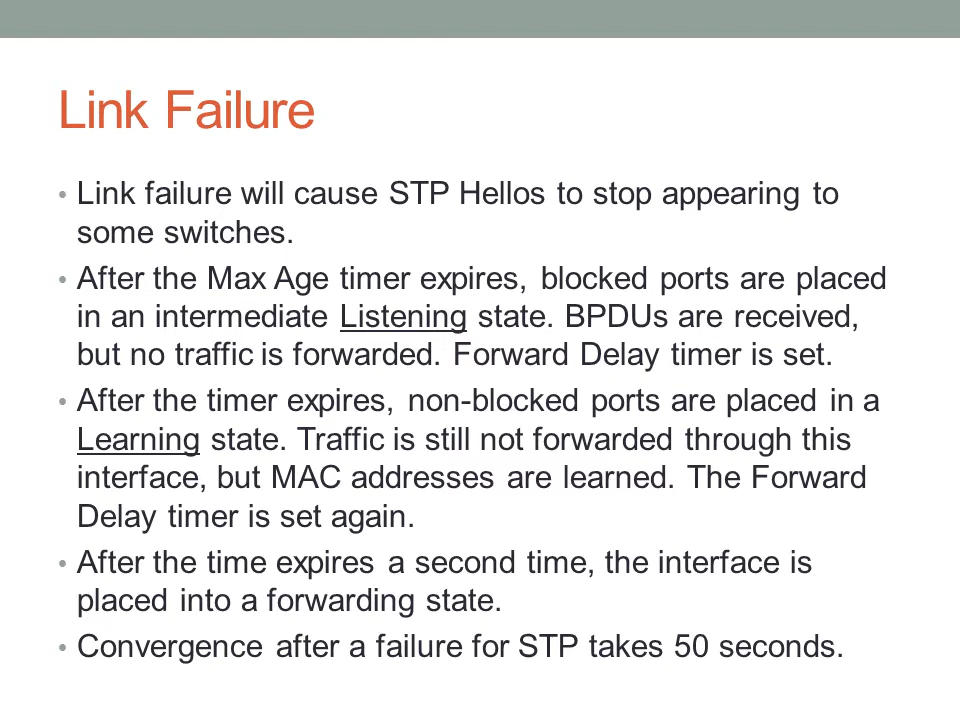 Link Failure
• Link failure will cause STP Hellos to stop appearing to
some switches.
• After the Max Age timer expires, blocked ports are placed
in an intermediate Listening state. BPDUs are received,
but no traffic is forwarded. Forward Delay timer is set.
• After the timer expires, non-blocked ports are placed in a
Learning state. Traffic is still not forwarded through this
interface, but MAC addresses are learned. The Forward
Delay timer is set again.
• After the time expires a second time, the interface is
placed into a forwarding state.
• Convergence after a failure for STP takes 50 seconds.